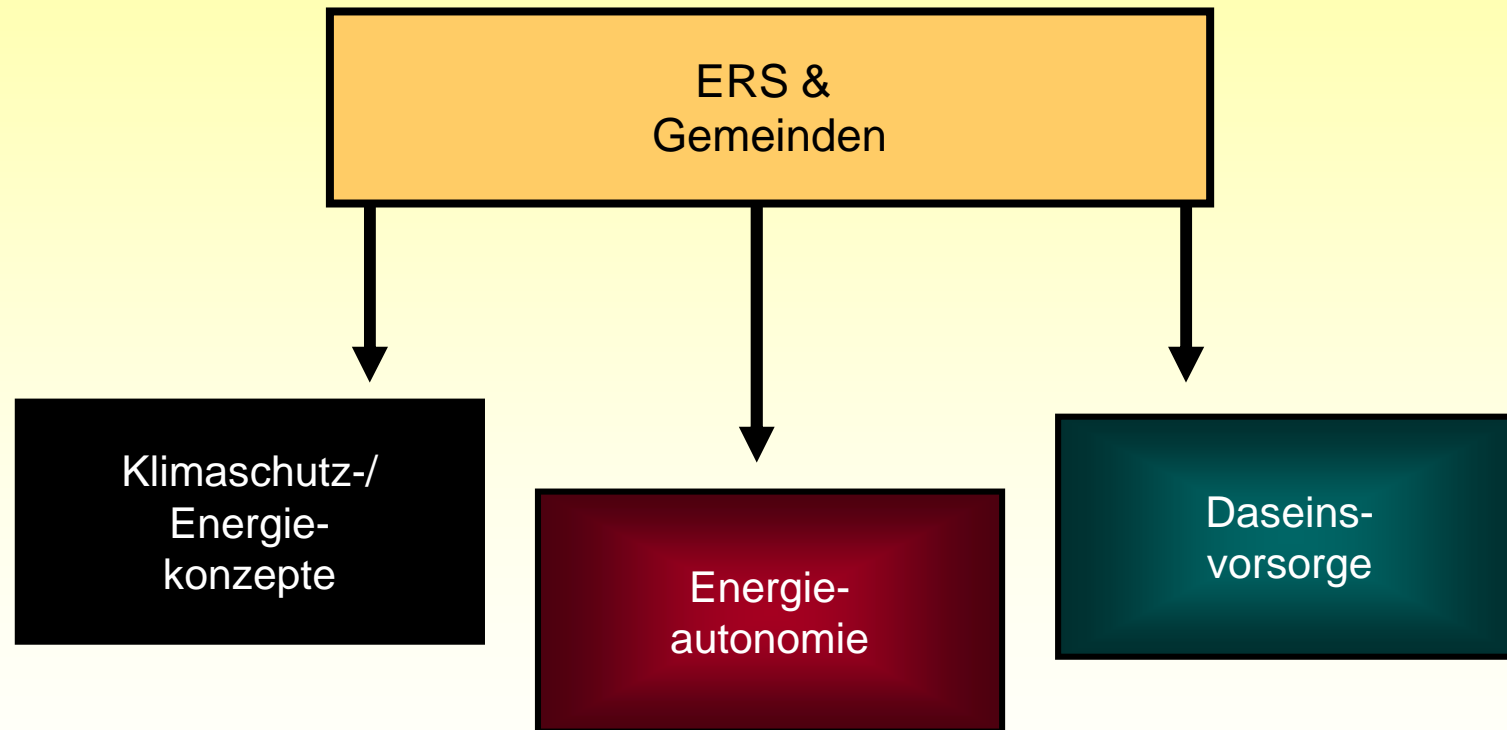 ERS &
Gemeinden
Klimaschutz-/
Energie-
konzepte
Energie-
autonomie
Daseins-
vorsorge